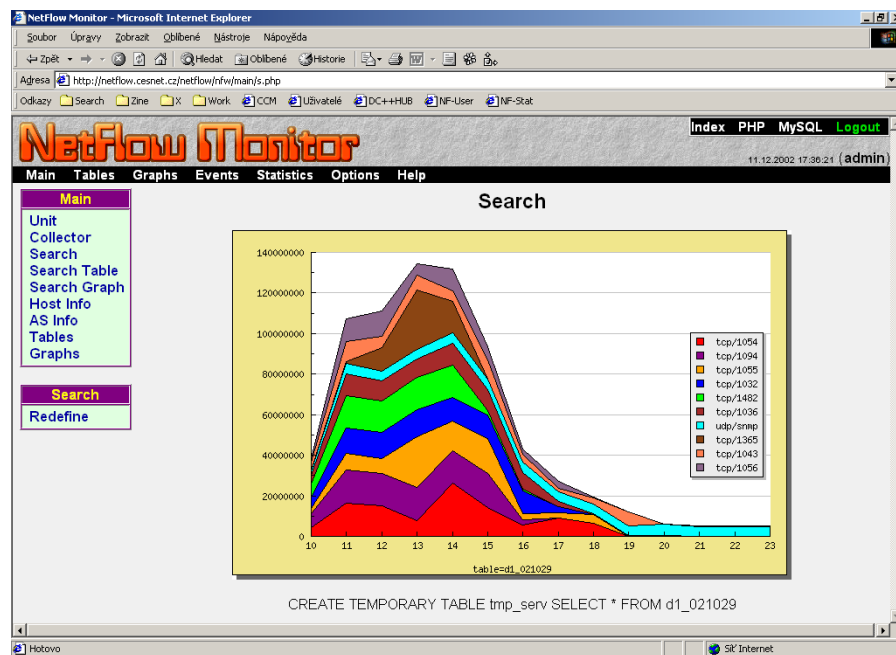 NetFlow Monitor - Microsoft Internet Explorer
Soubor Úpravy Zobrazit Oblíbené Nástroje Nápověda
Zpět Hledat Oblíbené Historie
Adresa http://netflow.cesnet.cz/netflow/nfw/main/s.php
Odkazy Search Zine X Work CCM Uživatelé DC++HUB NF-User NF-Stat
NetFlow Monitor
Index PHP MySQL Logout
11.12.2002 17:36:21 (admin)
Main Tables Graphs Events Statistics Options Help
Main
Unit
Collector
Search
Search Table
Search Graph
Host Info
AS Info
Tables
Graphs
Search
Redefine
Search
140000000
120000000
100000000
80000000
60000000
40000000
20000000
0
10 11 12 13 14 15 16 17 18 19 20 21 22 23
table=d1_021029
tcp/1054
tcp/1094
tcp/1055
tcp/1032
tcp/1482
tcp/1036
udp/snmp
tcp/1365
tcp/1043
tcp/1056
CREATE TEMPORARY TABLE tmp_serv SELECT * FROM d1_021029
Hotovo
Síť Internet